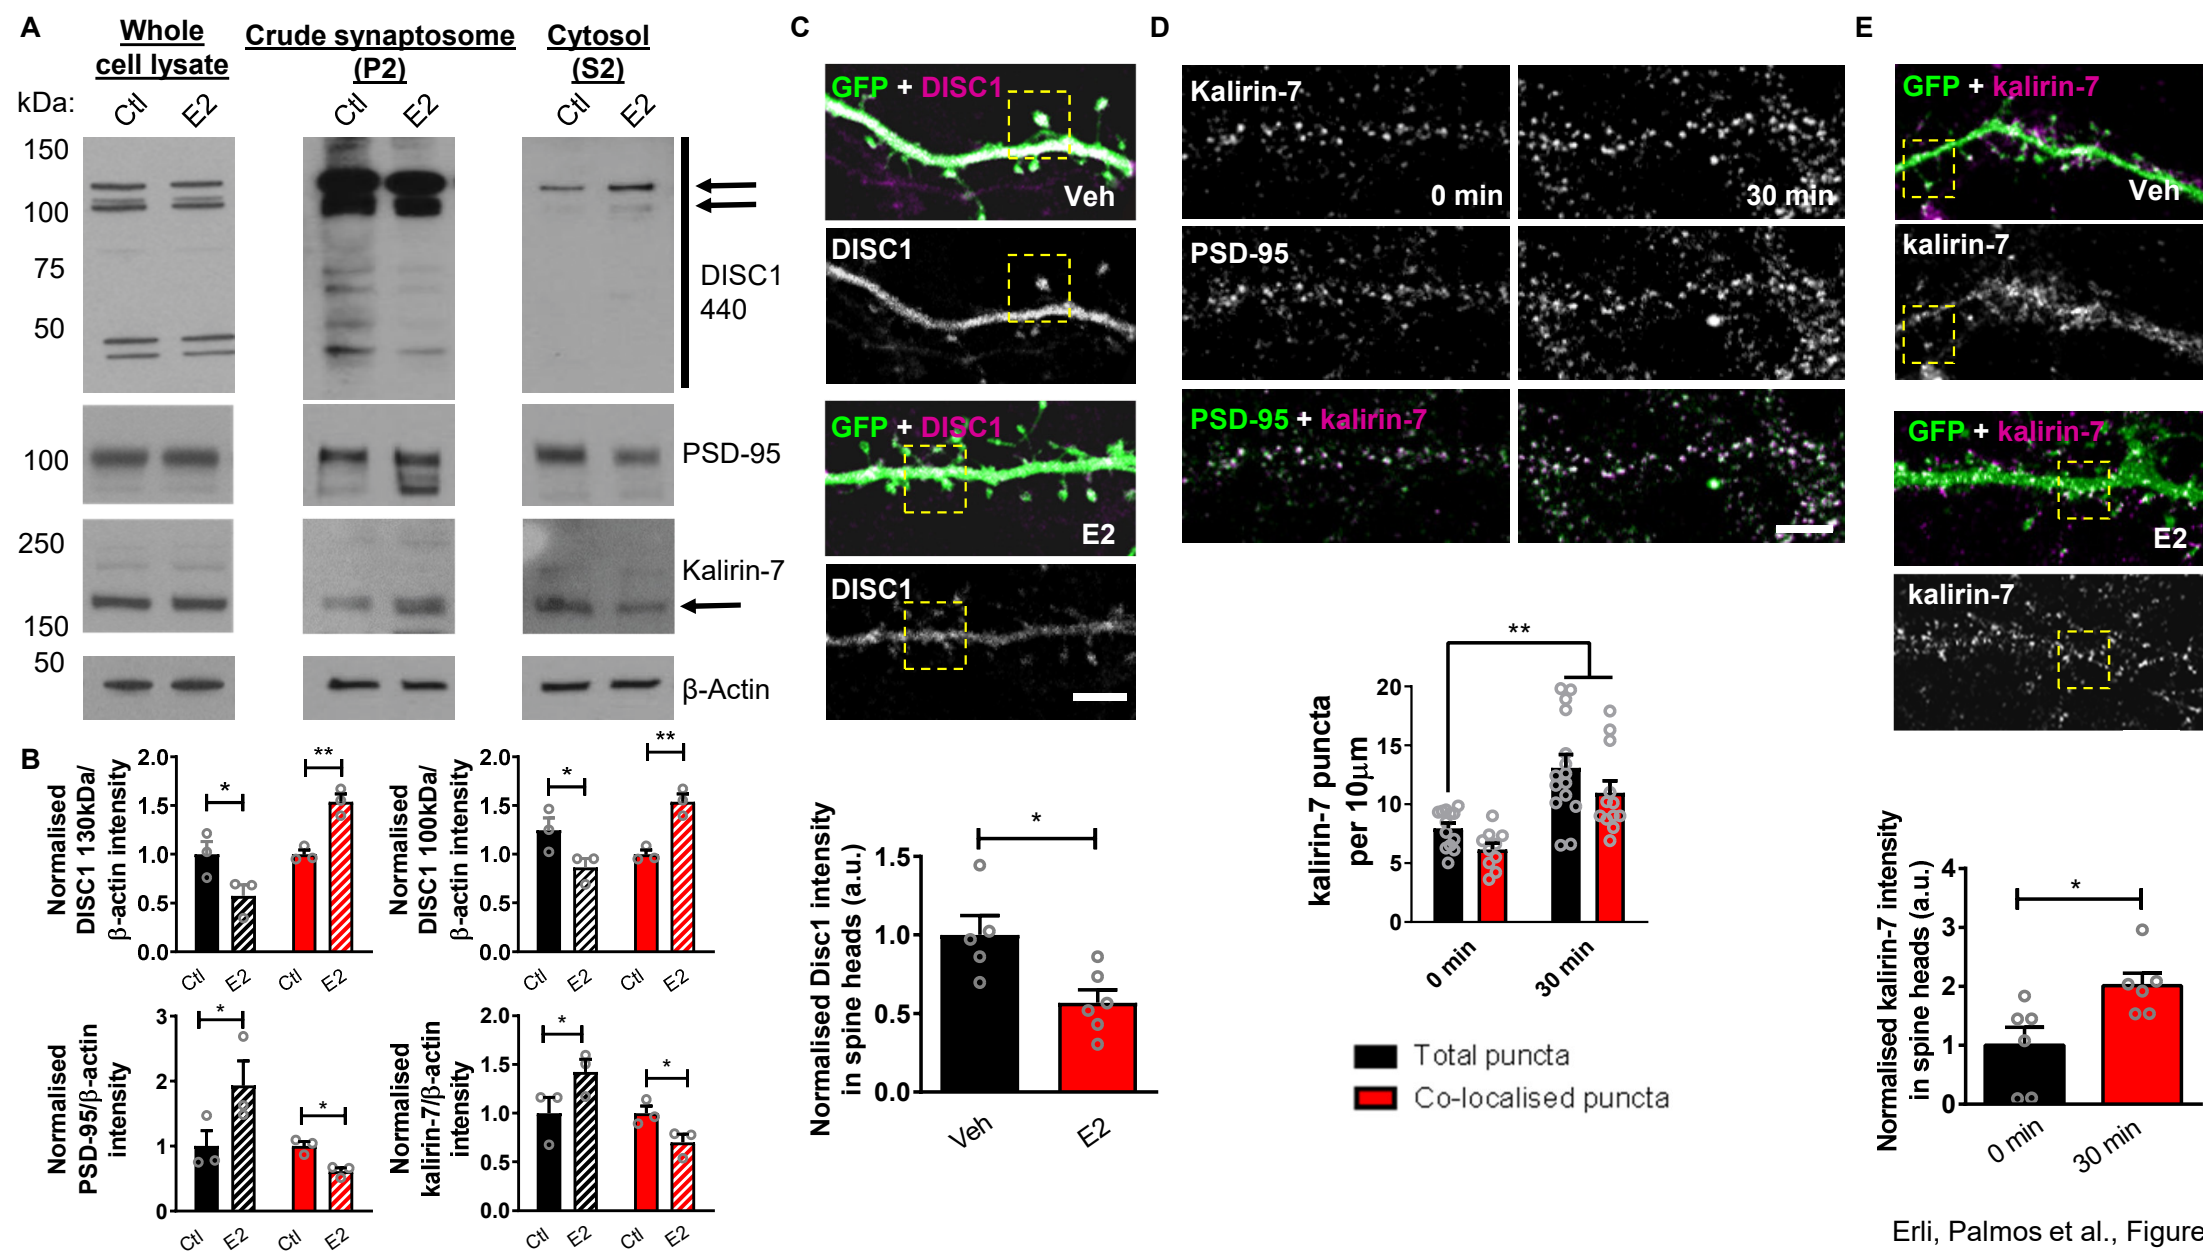 A
Whole
cell lysate
Crude synaptosome
(P2)
Cytosol
(S2)
kDa:
Ctl
E2
Ctl
E2
Ctl
E2
150
100
75
50
DISC1
440
100
PSD-95
250
Kalirin-7
150
50
β-Actin
B
2.0
1.5
1.0
0.5
0.0
Normalised
DISC1 130kDa/
β-actin intensity
*
**
Ctl
E2
Ctl
E2
2.0
1.5
1.0
0.5
0.0
Normalised
DISC1 100kDa/
β-actin intensity
*
**
Ctl
E2
Ctl
E2
3
2
1
0
Normalised
PSD-95/β-actin
intensity
*
*
Ctl
E2
Ctl
E2
2.0
1.5
1.0
0.5
0.0
Normalised
kalirin-7/β-actin
intensity
*
*
Ctl
E2
Ctl
E2
C
GFP + DISC1
Veh
DISC1
GFP + DISC1
E2
DISC1
Normalised Disc1 intensity
in spine heads (a.u.)
1.5
1.0
0.5
0.0
*
Veh
E2
D
Kalirin-7
0 min
30 min
PSD-95
PSD-95 + kalirin-7
kalirin-7 puncta
per 10μm
20
15
10
5
0
**
0 min
30 min
Total puncta
Co-localised puncta
E
GFP + kalirin-7
Veh
kalirin-7
GFP + kalirin-7
E2
kalirin-7
Normalised kalirin-7 intensity
in spine heads (a.u.)
4
3
2
1
0
*
0 min
30 min
Erli, Palmos et al., Figure